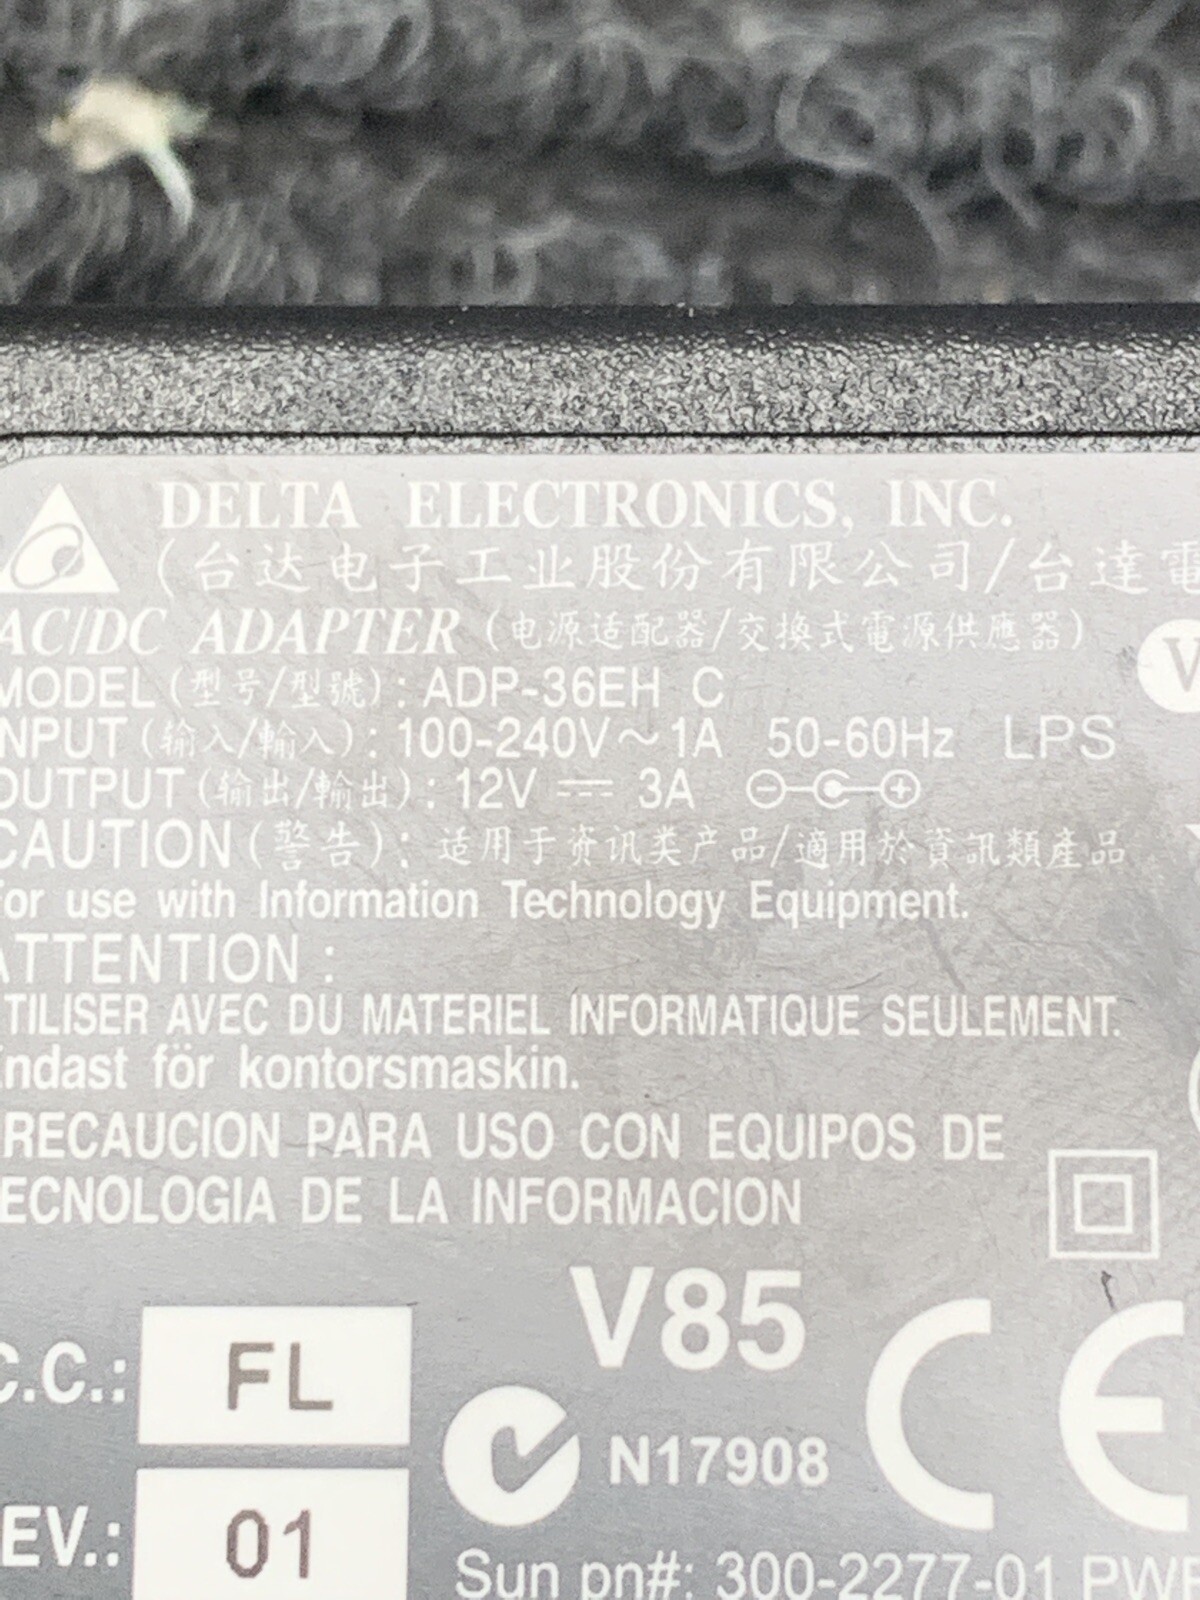 DELTA ELECTRONICS, INC.
(台达电子工业股份有限公司/台達電
AC/DC ADAPTER (电源适配器/交換式電源供應器)
MODEL (型号/型號): ADP-36EH C
INPUT (输入/輸入): 100-240V~1A 50-60Hz LPS
OUTPUT (输出/輸出): 12V ⎓ 3A
CAUTION (警告): 适用于资讯类产品/適用於資訊類產品
For use with Information Technology Equipment.
ATTENTION :
UTILISER AVEC DU MATERIEL INFORMATIQUE SEULEMENT.
Endast för kontorsmaskin.
RECAUCION PARA USO CON EQUIPOS DE
ECNOLOGIA DE LA INFORMACION
V85
C.C.: FL
N17908
CE
EV.: 01
Sun pn#: 300-2277-01 PWR